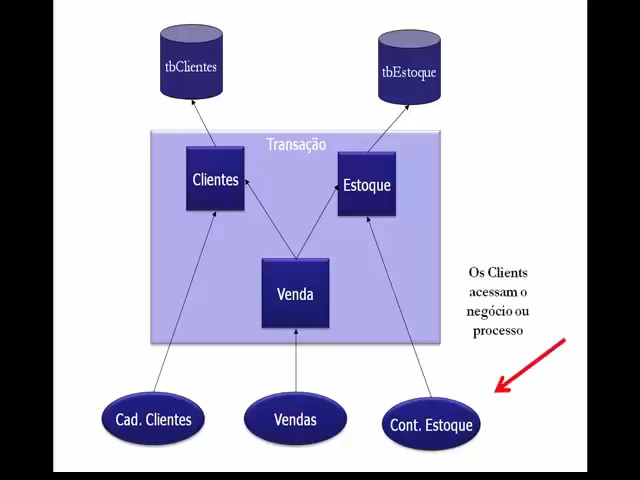 tbClientes
tbEstoque
Transação
Clientes
Estoque
Venda
Os Clients
acessam o
negócio ou
processo
Cad. Clientes
Vendas
Cont. Estoque